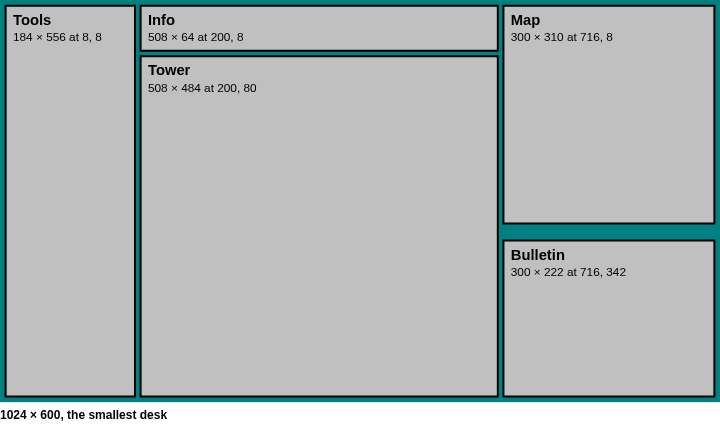 Tools
184 × 556 at 8, 8
Info
508 × 64 at 200, 8
Tower
508 × 484 at 200, 80
Map
300 × 310 at 716, 8
Bulletin
300 × 222 at 716, 342
1024 × 600, the smallest desk